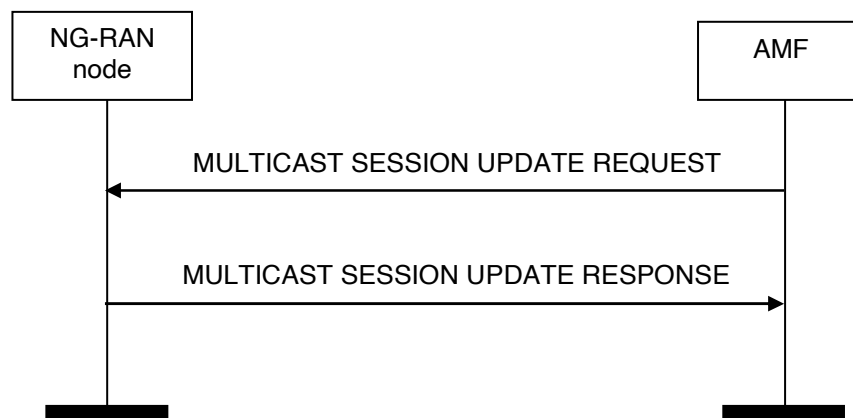 NG-RAN
node
AMF
MULTICAST SESSION UPDATE REQUEST
MULTICAST SESSION UPDATE RESPONSE